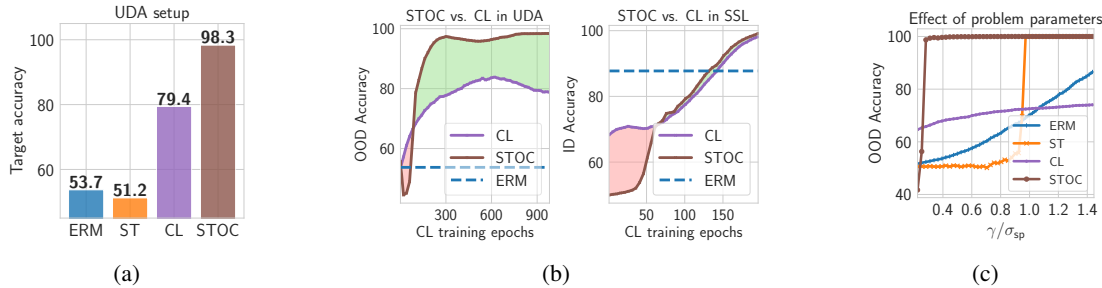 UDA setup
Target accuracy
100
80
60
53.7
51.2
79.4
98.3
ERM
ST
CL
STOC
(a)
STOC vs. CL in UDA
OOD Accuracy
100
80
60
CL
STOC
ERM
300
600
900
CL training epochs
STOC vs. CL in SSL
ID Accuracy
100
90
80
70
60
CL
STOC
ERM
50
100
150
CL training epochs
(b)
Effect of problem parameters
OOD Accuracy
100
80
60
40
ERM
ST
CL
STOC
0.4
0.6
0.8
1.0
1.2
1.4
γ/σsp
(c)